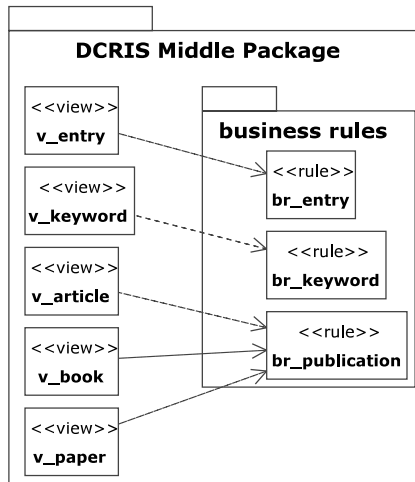 DCRIS Middle Package
<<view>>
v_entry
<<view>>
v_keyword
<<view>>
v_article
<<view>>
v_book
<<view>>
v_paper
business rules
<<rule>>
br_entry
<<rule>>
br_keyword
<<rule>>
br_publication